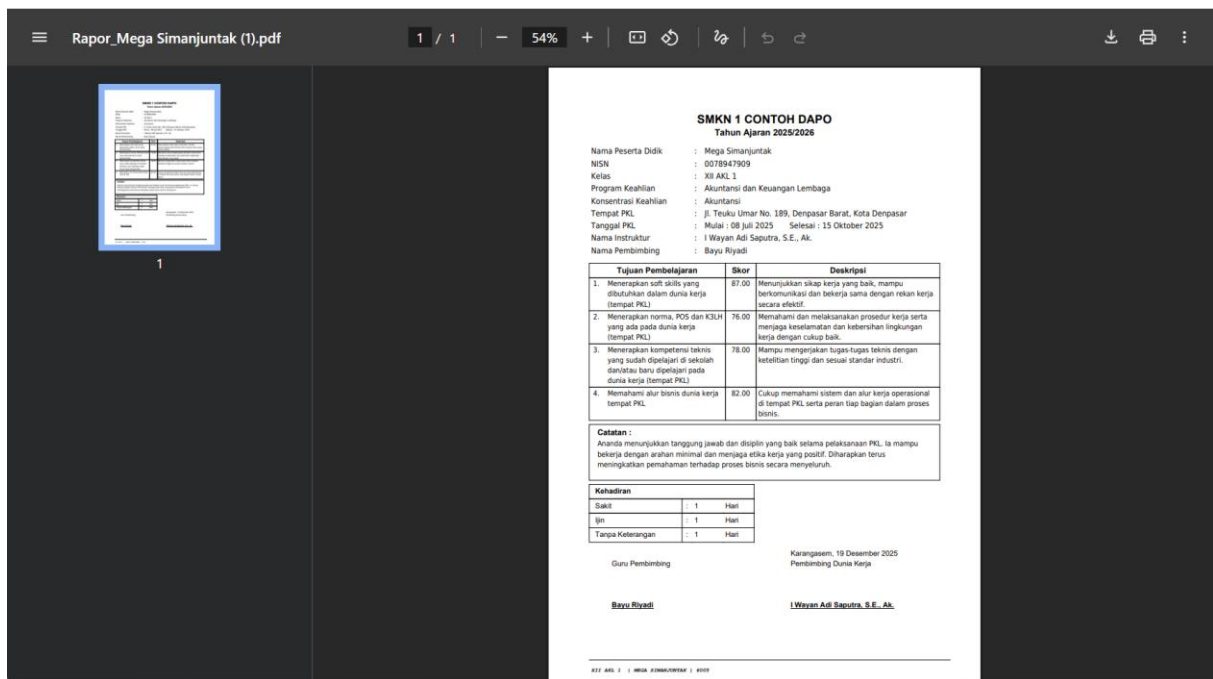 Rapor_Mega Simanjuntak (1).pdf
1 / 1
54%
1
SMKN 1 CONTOH DAPO
Tahun Ajaran 2025/2026
Nama Peserta Didik : Mega Simanjuntak
NISN : 0078947909
Kelas : XII AKL 1
Program Keahlian : Akuntansi dan Keuangan Lembaga
Konsentrasi Keahlian : Akuntansi
Tempat PKL : Jl. Teuku Umar No. 189, Denpasar Barat, Kota Denpasar
Tanggal PKL : Mulai : 08 Juli 2025 Selesai : 15 Oktober 2025
Nama Instruktur : I Wayan Adi Saputra, S.E., Ak.
Nama Pembimbing : Bayu Riyadi
Tujuan Pembelajaran Skor Deskripsi
1. Menerapkan soft skills yang dibutuhkan dalam dunia kerja (tempat PKL) 87.00 Menunjukkan sikap kerja yang baik, mampu berkomunikasi dan bekerja sama dengan rekan kerja secara efektif.
2. Menerapkan norma, POS dan K3LH yang ada pada dunia kerja (tempat PKL) 76.00 Memahami dan melaksanakan prosedur kerja serta menjaga keselamatan dan kebersihan lingkungan kerja dengan cukup baik.
3. Menerapkan kompetensi teknis yang sudah dipelajari di sekolah dan/atau baru dipelajari pada dunia kerja (tempat PKL) 78.00 Mampu mengerjakan tugas-tugas teknis dengan ketelitian tinggi dan sesuai standar industri.
4. Memahami alur bisnis dunia kerja tempat PKL 82.00 Cukup memahami sistem dan alur kerja operasional di tempat PKL serta peran tiap bagian dalam proses bisnis.
Catatan :
Ananda menunjukkan tanggung jawab dan disiplin yang baik selama pelaksanaan PKL. Ia mampu
bekerja dengan arahan minimal dan menjaga etika kerja yang positif. Diharapkan terus
meningkatkan pemahaman terhadap proses bisnis secara menyeluruh.
Kehadiran
Sakit : 1 Hari
Ijin : 1 Hari
Tanpa Keterangan : 1 Hari
Karangasem, 19 Desember 2025
Guru Pembimbing Pembimbing Dunia Kerja
Bayu Riyadi I Wayan Adi Saputra, S.E., Ak.
XII AKL 1 | MEGA SIMANJUNTAK |